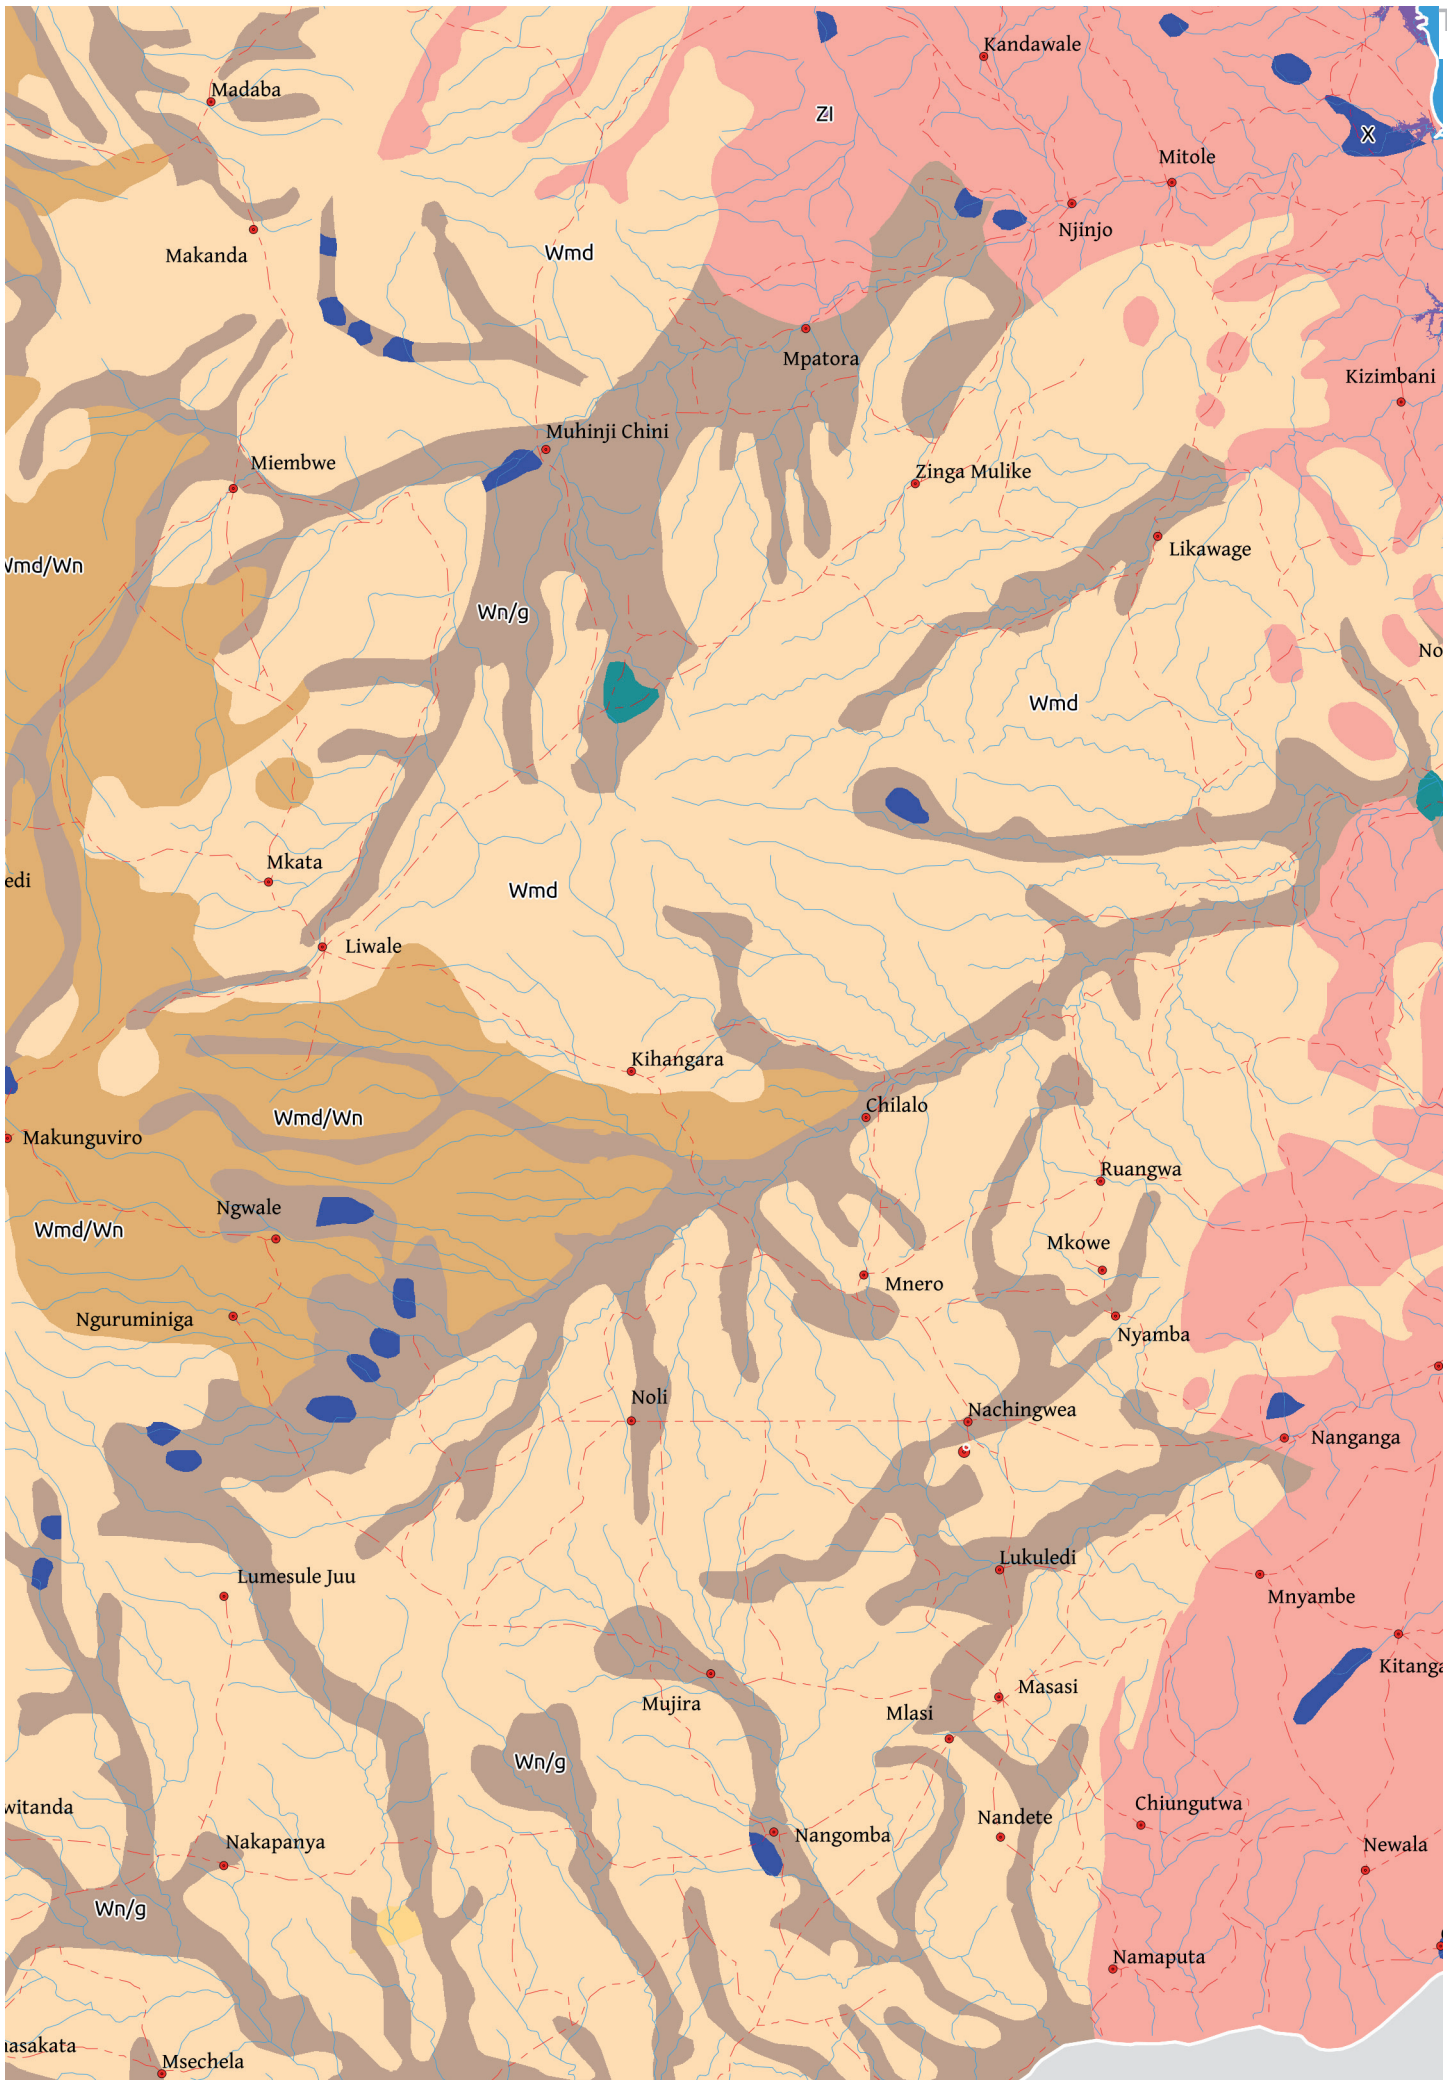 Kandawale
Madaba
ZI
X
Mitole
Njinjo
Makanda
Wmd
Mpatora
Kizimbani
Muhinji Chini
Miembwe
Zinga Mulike
Likawage
Wmd/Wn
Wn/g
No
Wmd
Mkata
edi
Wmd
Liwale
Kihangara
Chilalo
Wmd/Wn
Makunguviro
Ruangwa
Ngwale
Wmd/Wn
Mkowe
Mnero
Nguruminiga
Nyamba
Noli
Nachingwea
Nanganga
Lukuledi
Lumesule Juu
Mnyambe
Kitanga
Masasi
Mujira
Mlasi
Wn/g
witanda
Chiungutwa
Nandete
Nangomba
Nakapanya
Newala
Wn/g
Namaputa
asakata
Msechela